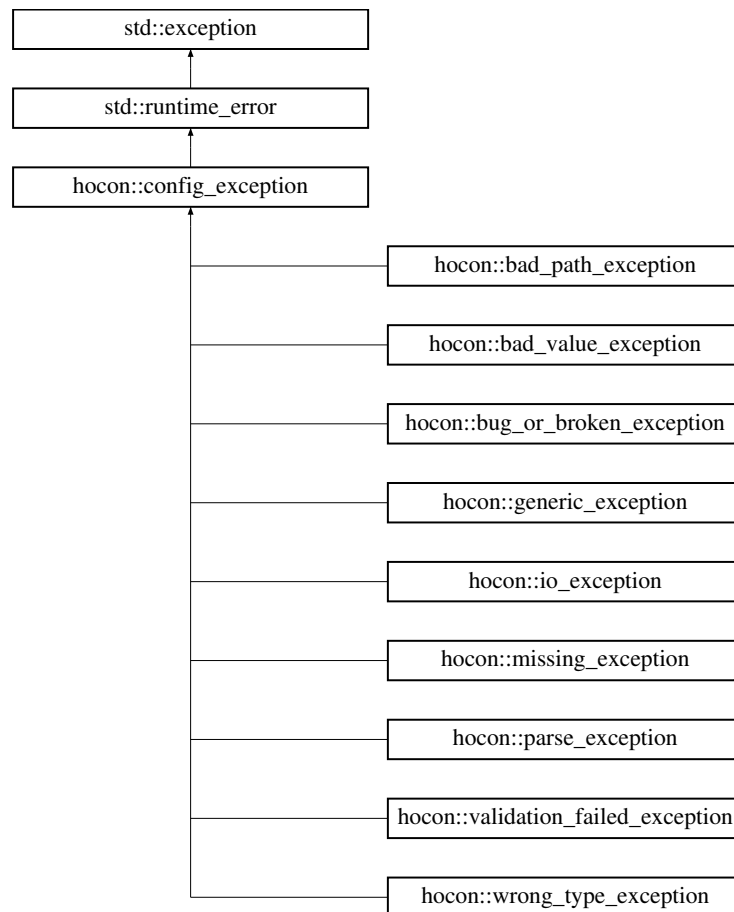 std::exception
std::runtime_error
hocon::config_exception
hocon::bad_path_exception
hocon::bad_value_exception
hocon::bug_or_broken_exception
hocon::generic_exception
hocon::io_exception
hocon::missing_exception
hocon::parse_exception
hocon::validation_failed_exception
hocon::wrong_type_exception